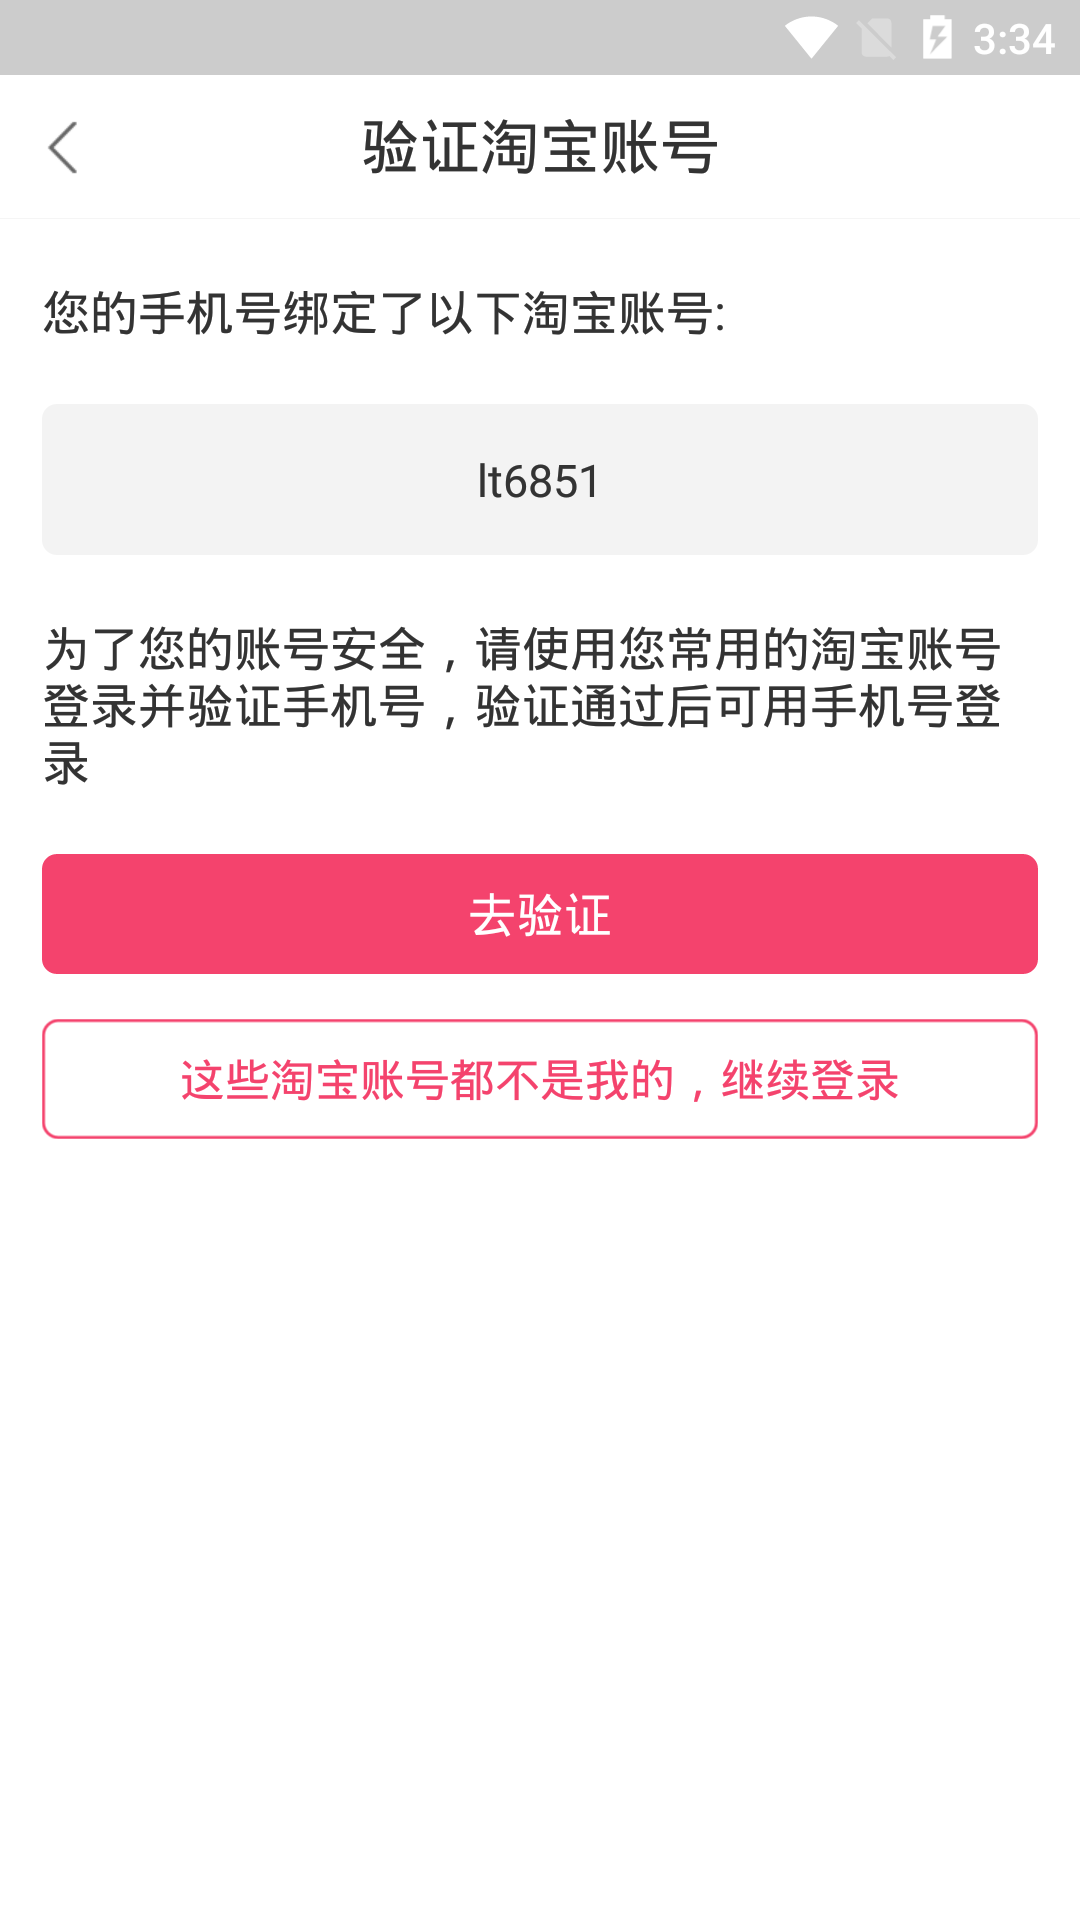 3:34
验证淘宝账号
您的手机号绑定了以下淘宝账号:
lt6851
为了您的账号安全，请使用您常用的淘宝账号
登录并验证手机号，验证通过后可用手机号登
录
去验证
这些淘宝账号都不是我的，继续登录